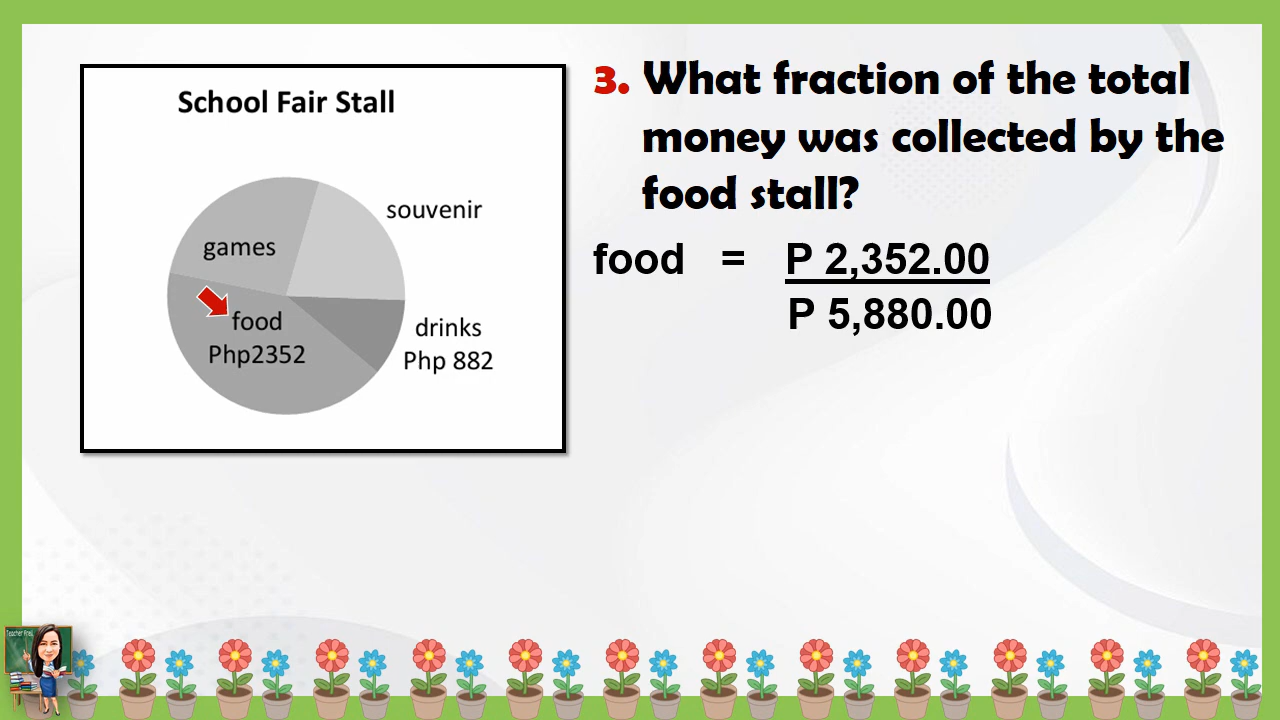 School Fair Stall
souvenir
games
food
Php2352
drinks
Php 882
3. What fraction of the total
money was collected by the
food stall?
food = P 2,352.00
P 5,880.00